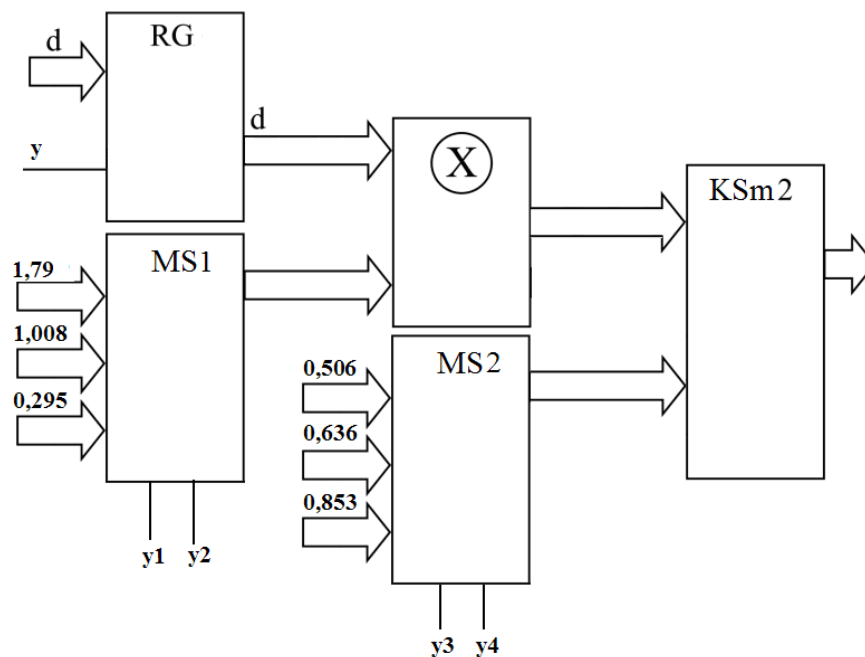 RG
d
d
y
X
KSm2
MS1
1,79
1,008
0,295
MS2
0,506
0,636
0,853
y1 y2
y3 y4